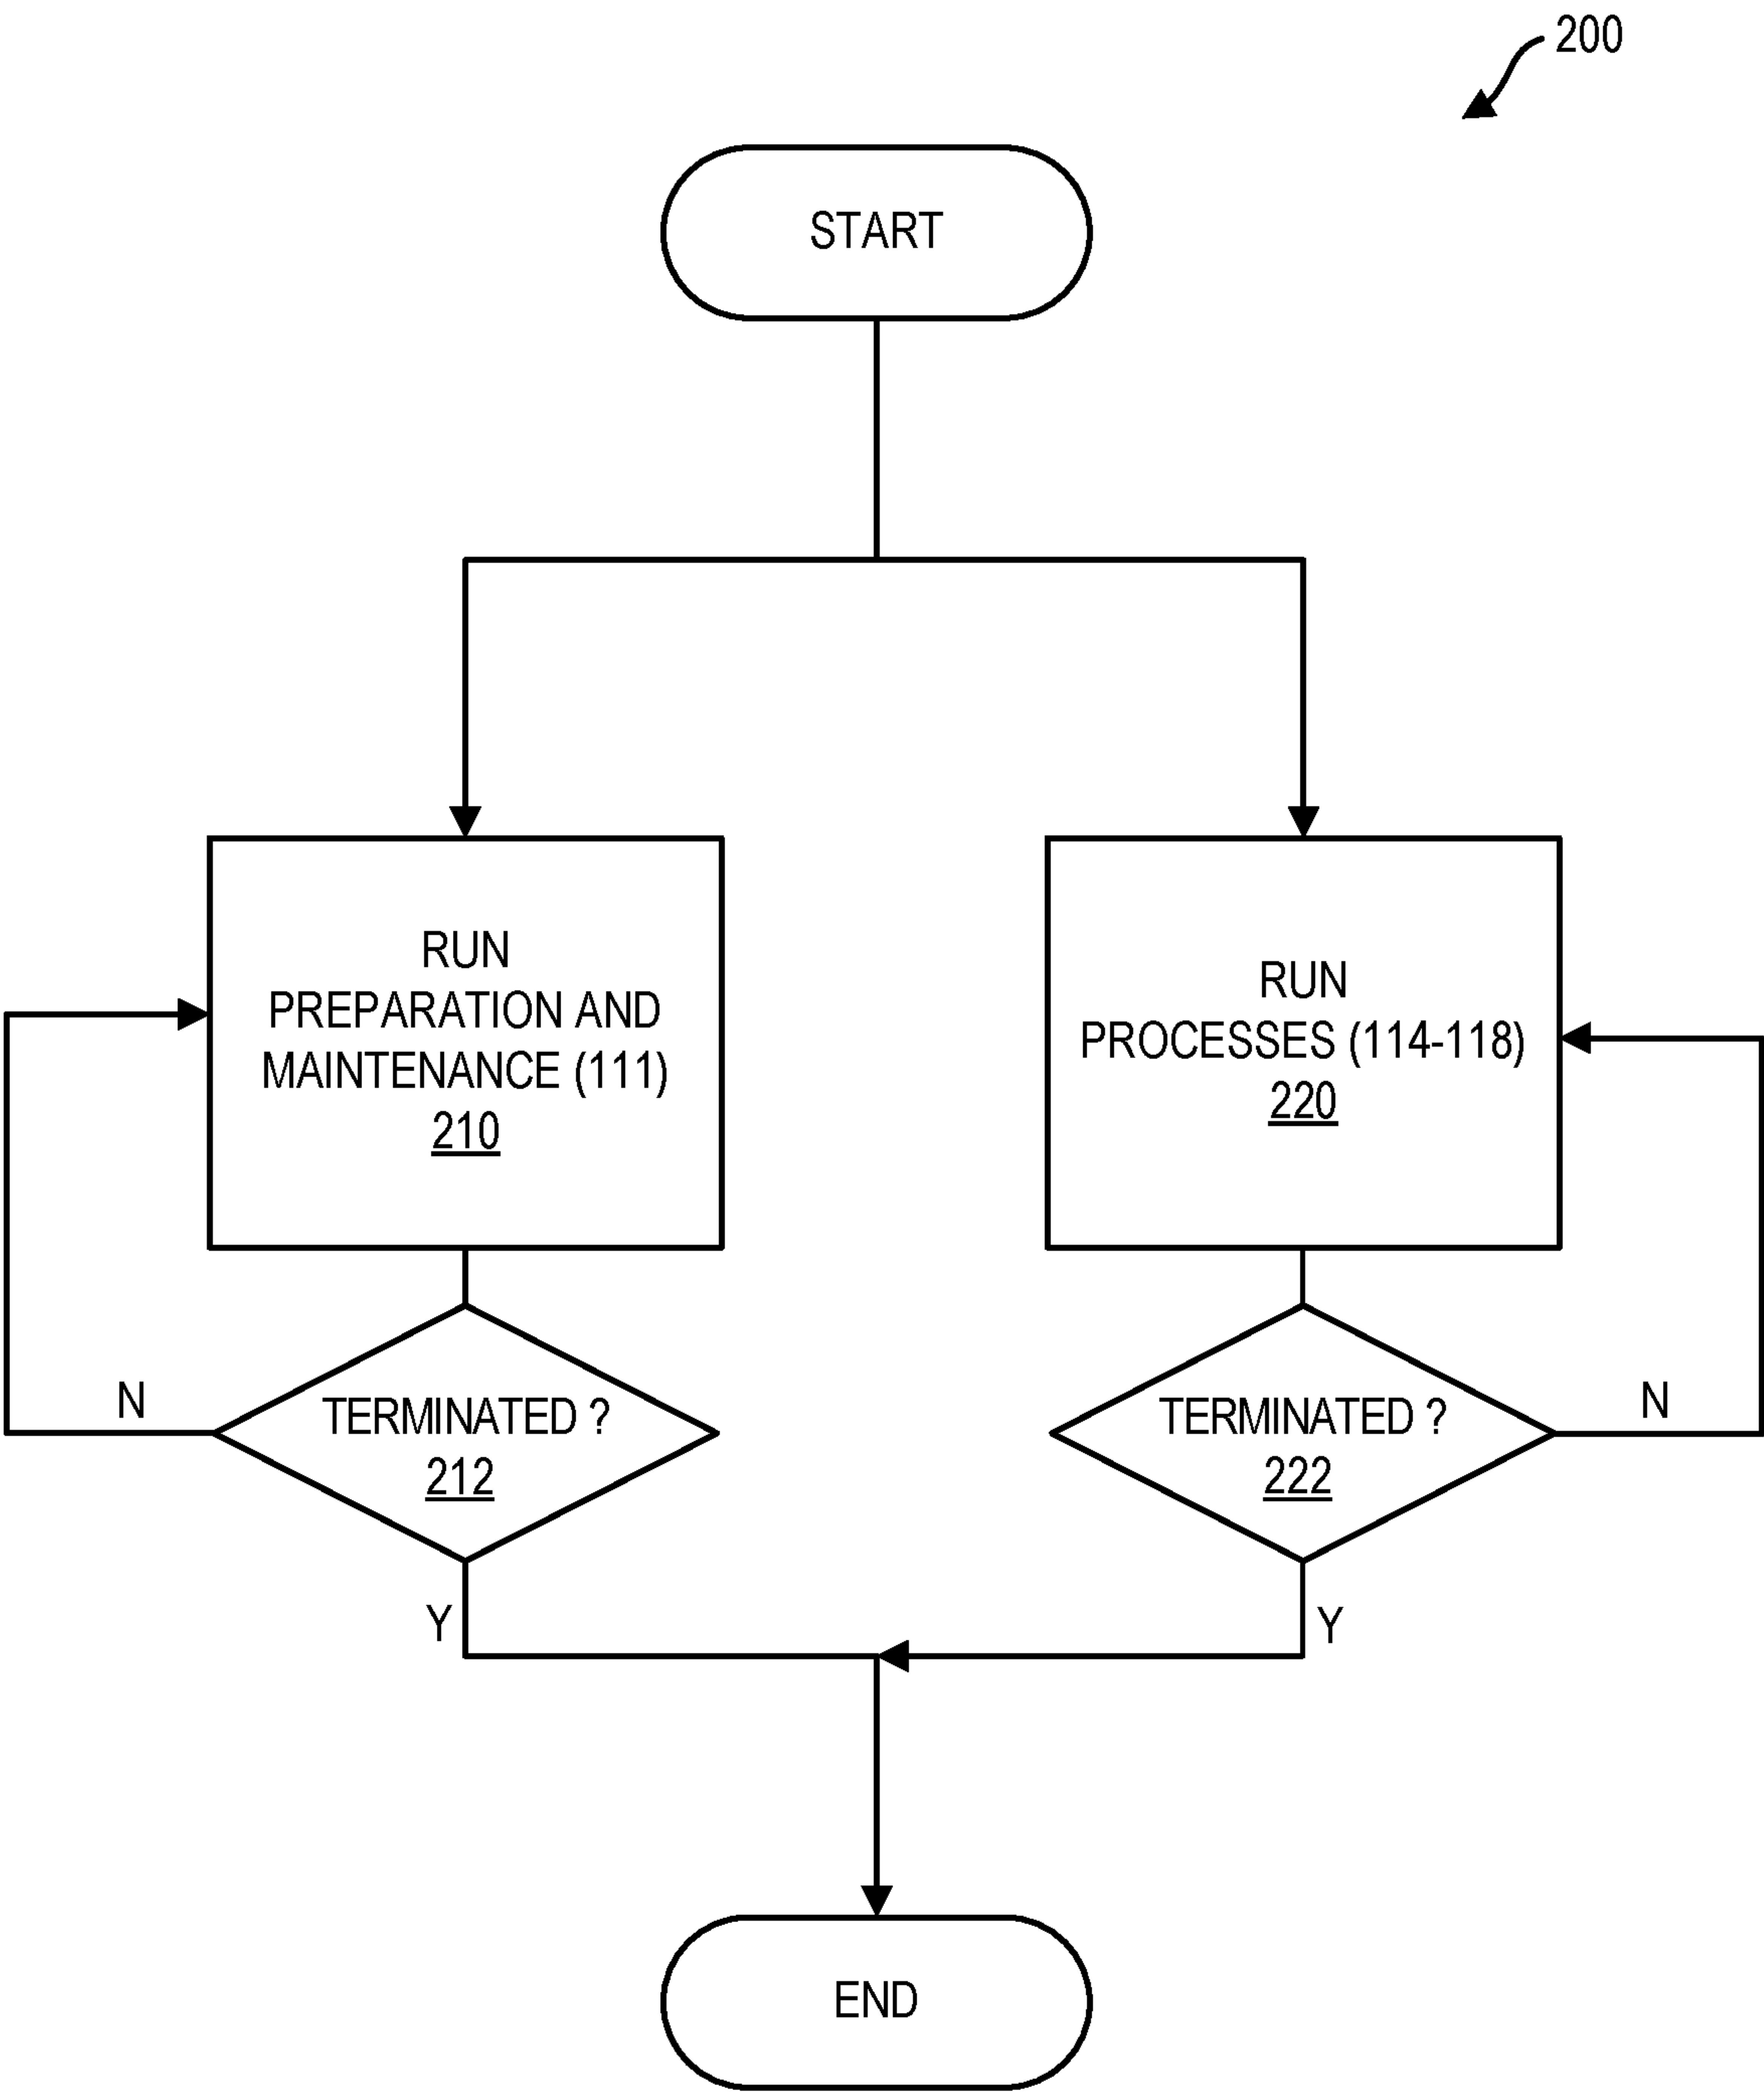 200
START
RUN
PREPARATION AND
MAINTENANCE (111)
210
RUN
PROCESSES (114-118)
220
N
TERMINATED ?
212
TERMINATED ?
222
N
Y
Y
END